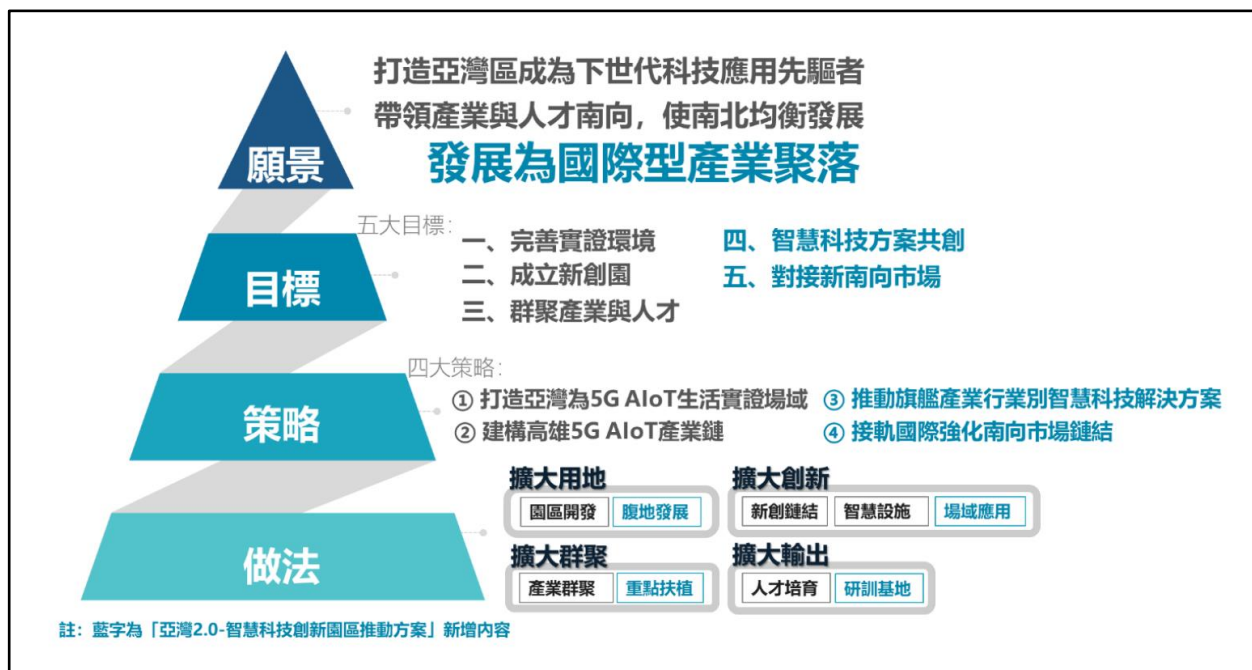 打造亞灣區成為下世代科技應用先驅者
帶領產業與人才南向，使南北均衡發展
發展為國際型產業聚落
願景
五大目標：
一、完善實證環境
四、智慧科技方案共創
二、成立新創園
五、對接新南向市場
三、群聚產業與人才
目標
四大策略：
① 打造亞灣為5G AIoT生活實證場域
③ 推動旗艦產業行業別智慧科技解決方案
② 建構高雄5G AIoT產業鏈
④ 接軌國際強化南向市場鏈結
策略
擴大用地
園區開發 腹地發展
擴大創新
新創鏈結 智慧設施 場域應用
擴大群聚
產業群聚 重點扶植
擴大輸出
人才培育 研訓基地
做法
註：藍字為「亞灣2.0-智慧科技創新園區推動方案」新增內容